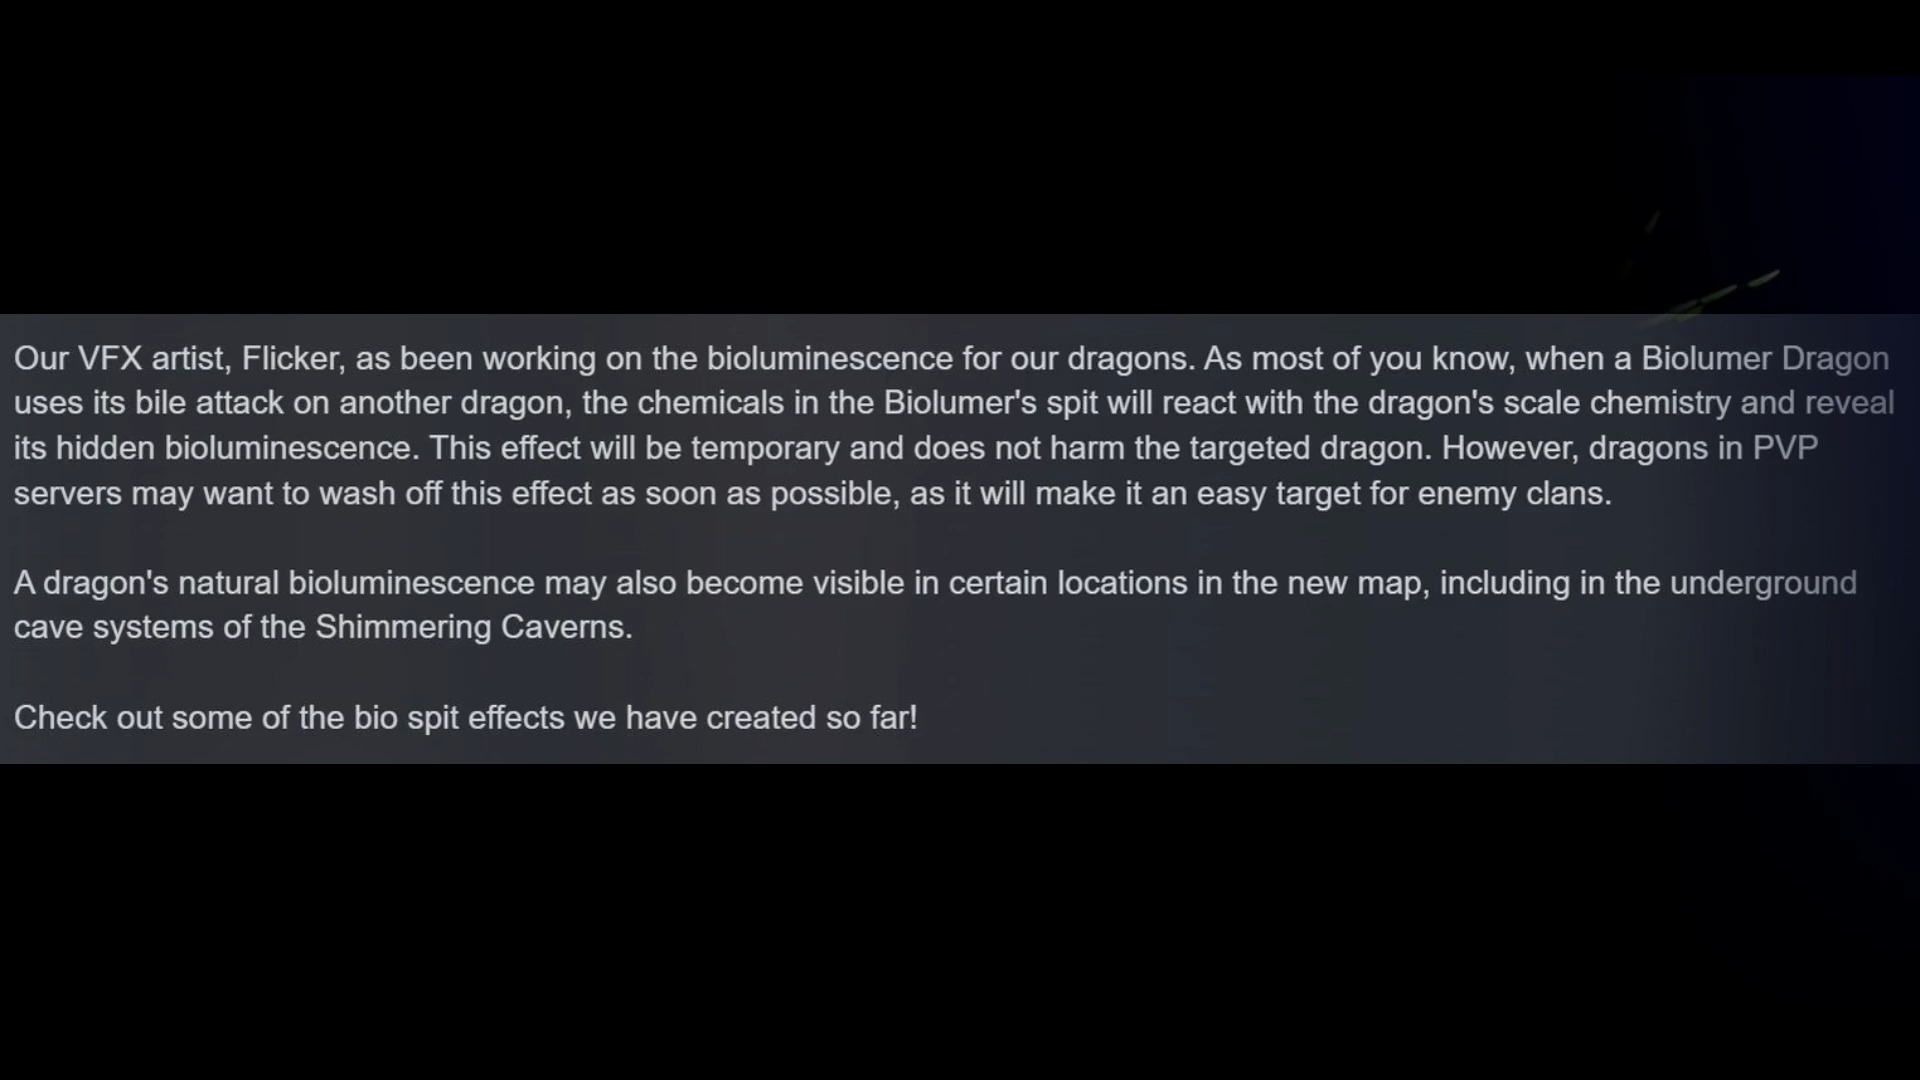 Our VFX artist, Flicker, as been working on the bioluminescence for our dragons. As most of you know, when a Biolumer Dragon
uses its bile attack on another dragon, the chemicals in the Biolumer's spit will react with the dragon's scale chemistry and reveal
its hidden bioluminescence. This effect will be temporary and does not harm the targeted dragon. However, dragons in PVP
servers may want to wash off this effect as soon as possible, as it will make it an easy target for enemy clans.
A dragon's natural bioluminescence may also become visible in certain locations in the new map, including in the underground
cave systems of the Shimmering Caverns.
Check out some of the bio spit effects we have created so far!